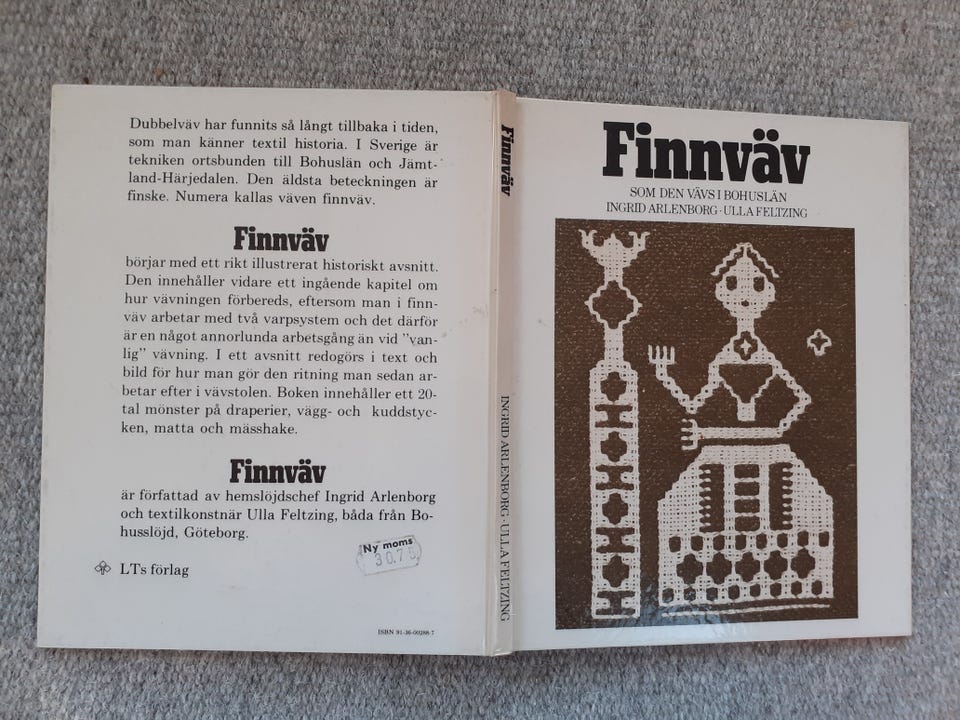 Dubbelväv har funnits så långt tillbaka i tiden,
som man känner textil historia. I Sverige är
tekniken ortsbunden till Bohuslän och Jämt-
land-Härjedalen. Den äldsta beteckningen är
finske. Numera kallas väven finnväv.
Finnväv
börjar med ett rikt illustrerat historiskt avsnitt.
Den innehåller vidare ett ingående kapitel om
hur vävningen förbereds, eftersom man i finn-
väv arbetar med två varpsystem och det därför
är en något annorlunda arbetsgång än vid "van-
lig" vävning. I ett avsnitt redogörs i text och
bild för hur man gör den ritning man sedan ar-
betar efter i vävstolen. Boken innehåller ett 20-
tal mönster på draperier, vägg- och kuddstyc-
ken, matta och mässhake.
Finnväv
är författad av hemslöjdschef Ingrid Arlenborg
och textilkonstnär Ulla Feltzing, båda från Bo-
husslöjd, Göteborg.
Ny moms
LTs förlag
ISBN 91-36-00288-7
Finnväv
INGRID ARLENBORG · ULLA FELTZING
Finnväv
SOM DEN VÄVS I BOHUSLÄN
INGRID ARLENBORG · ULLA FELTZING